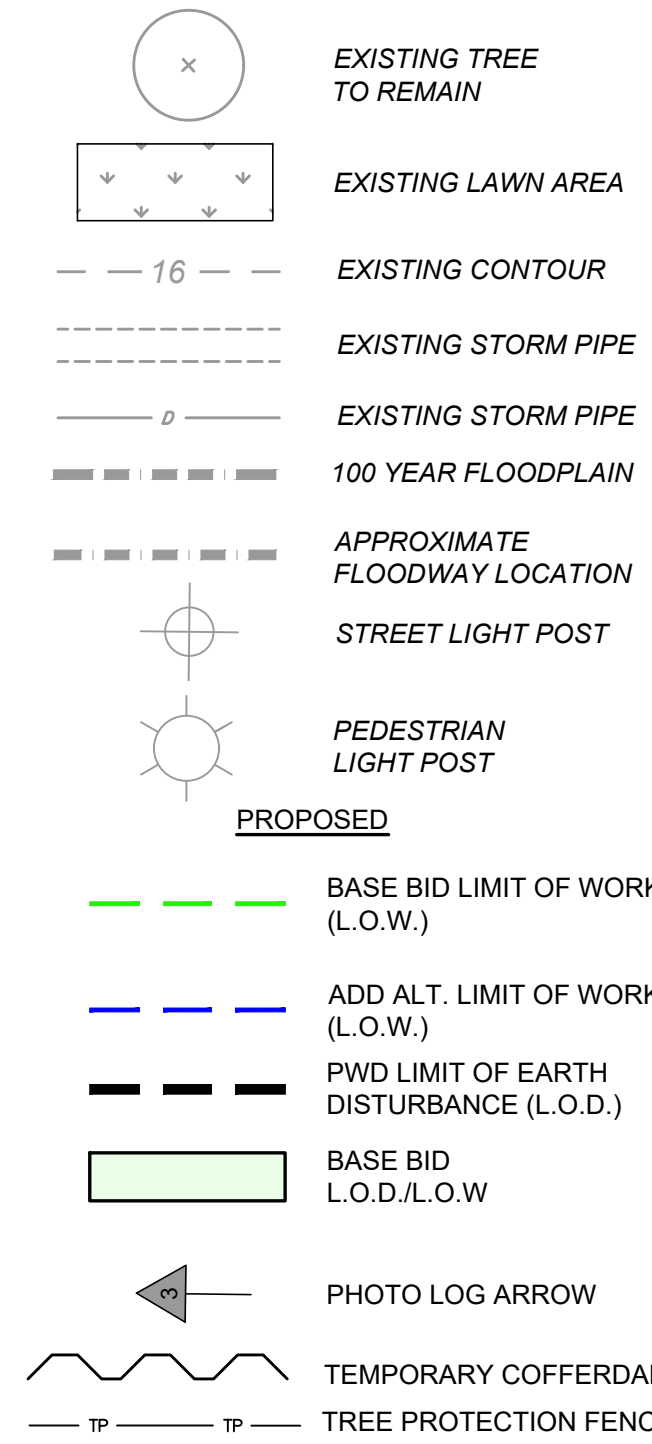 EXISTING TREE
TO REMAIN
EXISTING LAWN AREA
16
EXISTING CONTOUR
EXISTING STORM PIPE
D
EXISTING STORM PIPE
100 YEAR FLOODPLAIN
APPROXIMATE
FLOODWAY LOCATION
STREET LIGHT POST
PEDESTRIAN
LIGHT POST
PROPOSED
BASE BID LIMIT OF WORK
(L.O.W.)
ADD ALT. LIMIT OF WORK
(L.O.W.)
PWD LIMIT OF EARTH
DISTURBANCE (L.O.D.)
BASE BID
L.O.D./L.O.W
3
PHOTO LOG ARROW
TEMPORARY COFFERDA
TP TP
TREE PROTECTION FENC